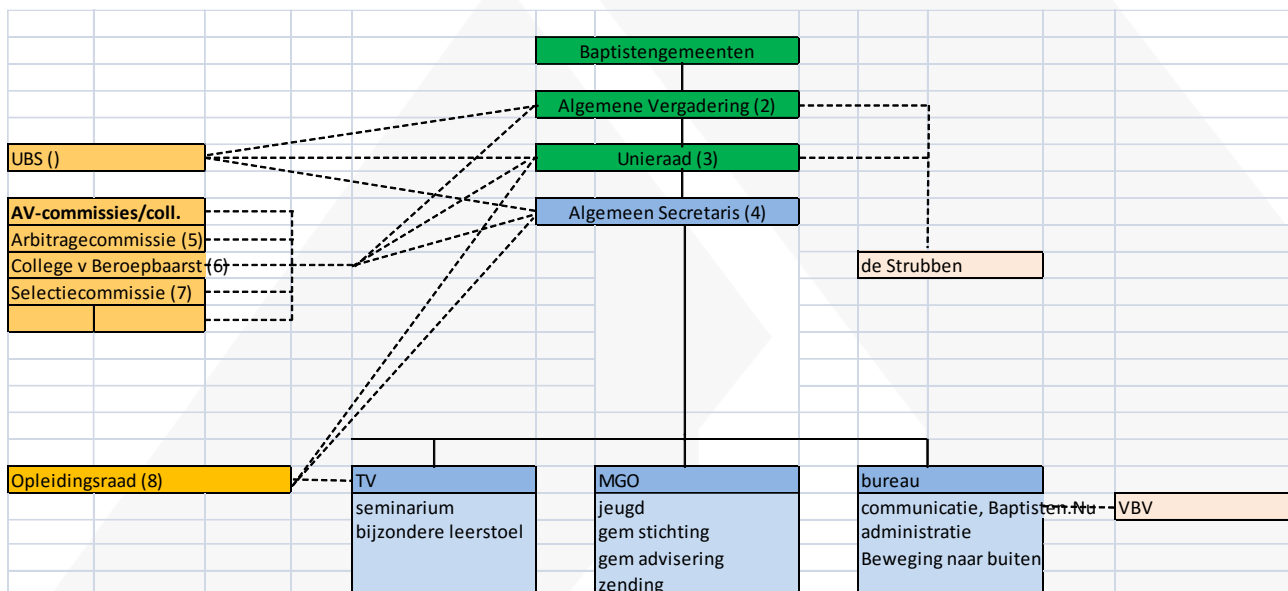 Baptistengemeenten
Algemene Vergadering (2)
UBS ()
Unieraad (3)
AV-commissies/coll.
Algemeen Secretaris (4)
Arbitragecommissie (5)
College v Beroepbaarst (6)
de Strubben
Selectiecommissie (7)
Opleidingsraad (8)
TV
MGO
bureau
seminarium
jeugd
communicatie, Baptisten.Nu
VBV
bijzondere leerstoel
gem stichting
administratie
gem advisering
Beweging naar buiten
zending